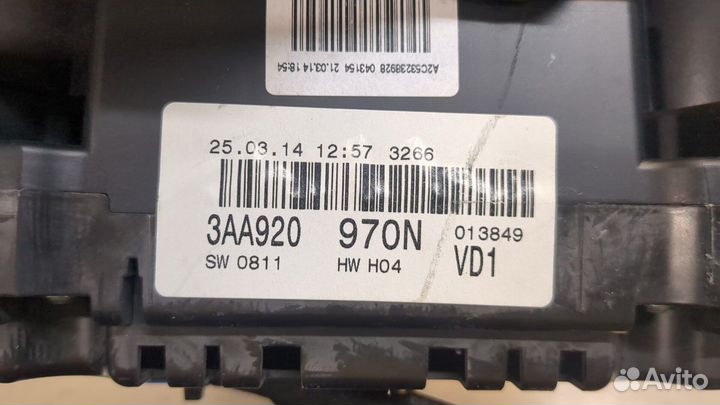 A2C53238928 043154 21.03.14 18:54
25.03.14 12:57 3266
3AA920 970N 013849
SW 0811 HW H04 VD1
Avito